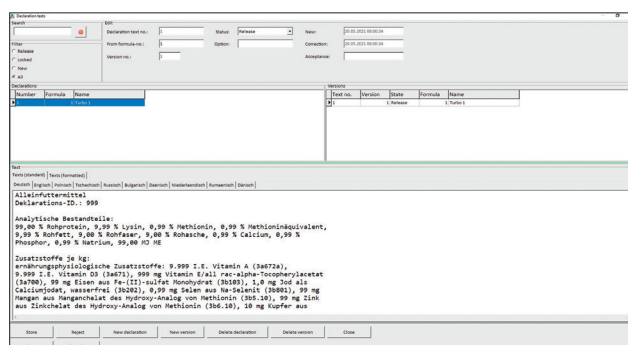 Declaration texts
Search
Edit
Declaration text no.: 1 Status: Release New: 20.05.2021 00:00:34
From formula-no.: 1 Option: Correction: 20.05.2021 00:00:34
Version no.: 1 Acceptance:
Filter
Release
Locked
New
All
Declarations
Number Formula Name
1 1 Turbo 1
Versions
Text no. Version State Formula Name
1 1 Release 1 Turbo 1
Text
Texts (standard) Texts (formatted)
Deutsch Englisch Polnisch Tschechisch Russisch Bulgarisch Daenisch Niederlaendisch Rumaenisch Dänisch
Alleinfuttermittel
Deklarations-ID.: 999
Analytische Bestandteile:
99,00 % Rohprotein, 9,99 % Lysin, 0,99 % Methionin, 0,99 % Methioninäquivalent,
9,99 % Rohfett, 9,00 % Rohfaser, 9,00 % Rohasche, 0,99 % Calcium, 0,99 %
Phosphor, 0,99 % Natrium, 99,00 MJ ME
Zusatzstoffe je kg:
ernährungsphysiologische Zusatzstoffe: 9.999 I.E. Vitamin A (3a672a),
9.999 I.E. Vitamin D3 (3a671), 999 mg Vitamin E/all rac-alpha-Tocopherylacetat
(3a700), 99 mg Eisen aus Fe-(II)-sulfat Monohydrat (3b103), 1,0 mg Jod als
Calciumjodat, wasserfrei (3b202), 0,99 mg Selen aus Na-Selenit (3b801), 99 mg
Mangan aus Manganchelat des Hydroxy-Analog von Methionin (3b5.10), 99 mg Zink
aus Zinkchelat des Hydroxy-Analog von Methionin (3b6.10), 10 mg Kupfer aus
Store Reject New declaration New version Delete declaration Delete version Close